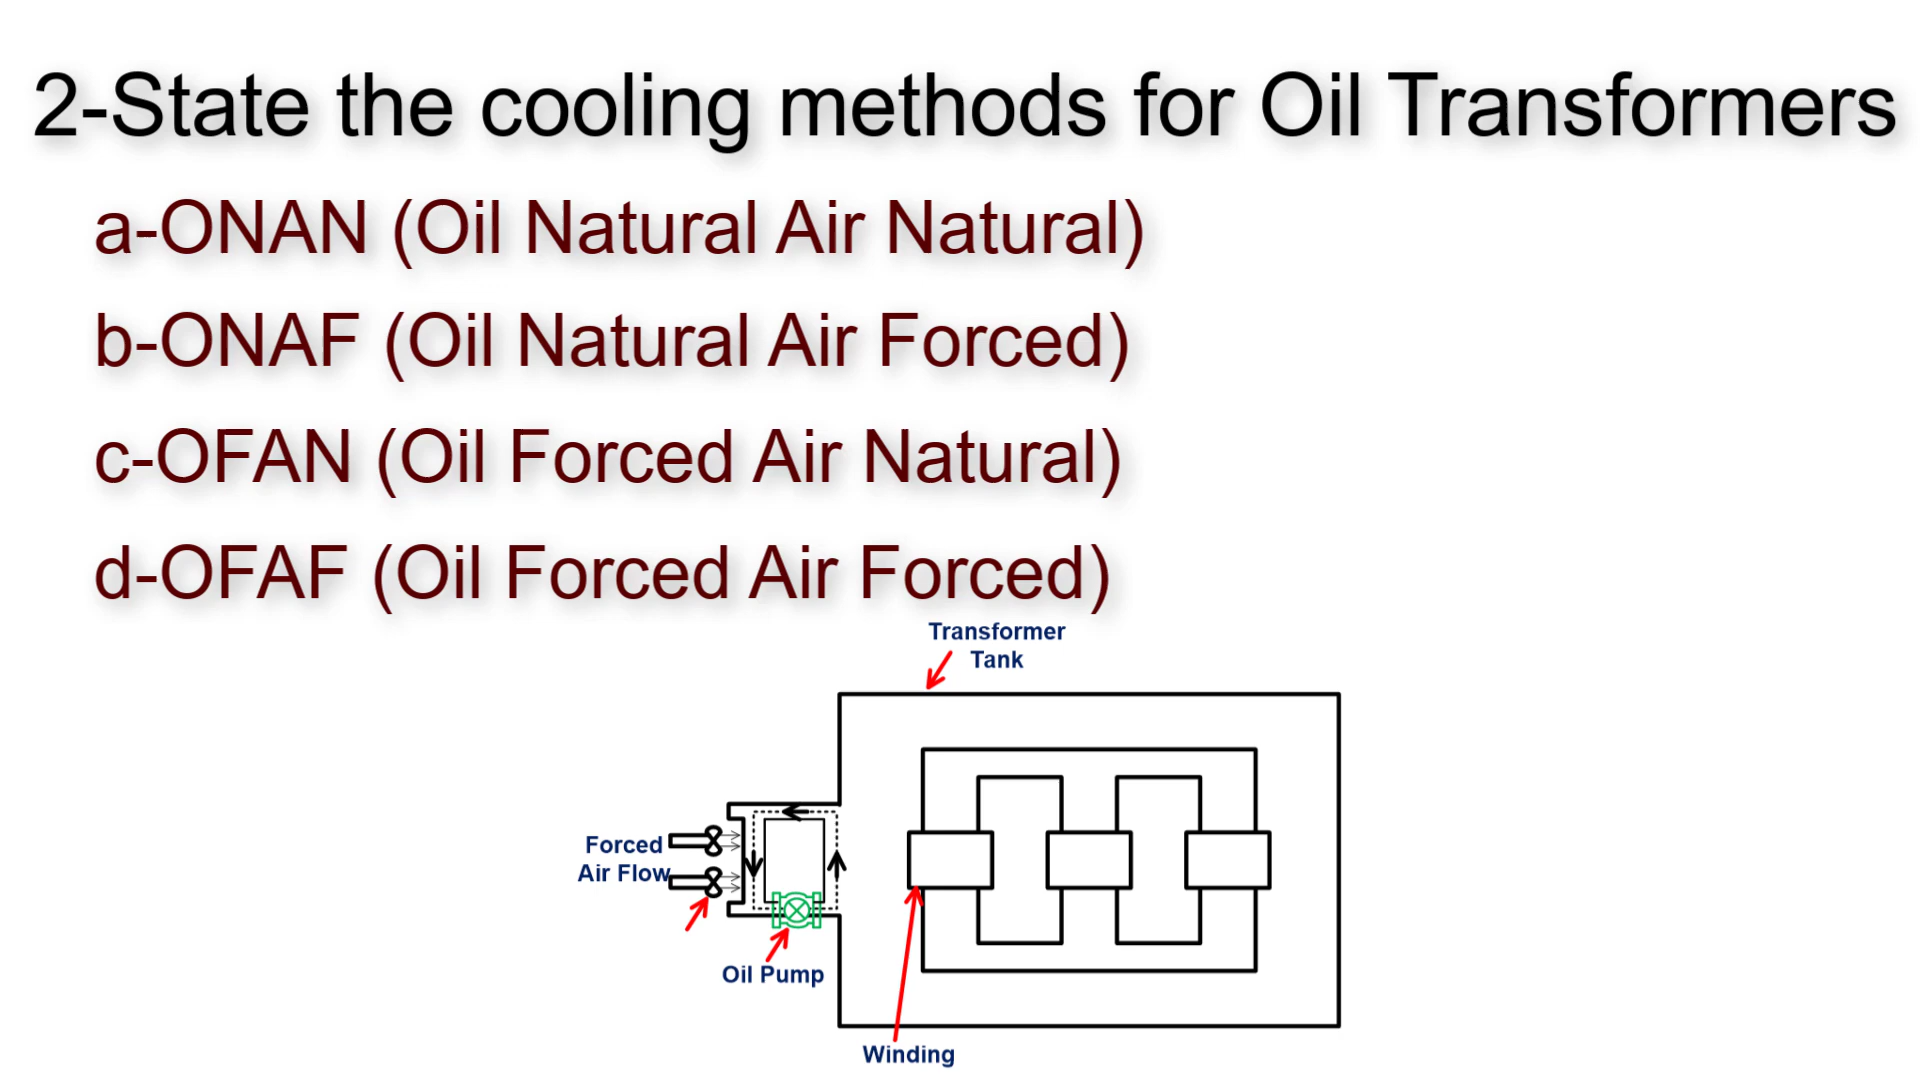 2-State the cooling methods for Oil Transformers
a-ONAN (Oil Natural Air Natural)
b-ONAF (Oil Natural Air Forced)
c-OFAN (Oil Forced Air Natural)
d-OFAF (Oil Forced Air Forced)
Transformer
Tank
Forced
Air Flow
Oil Pump
Winding